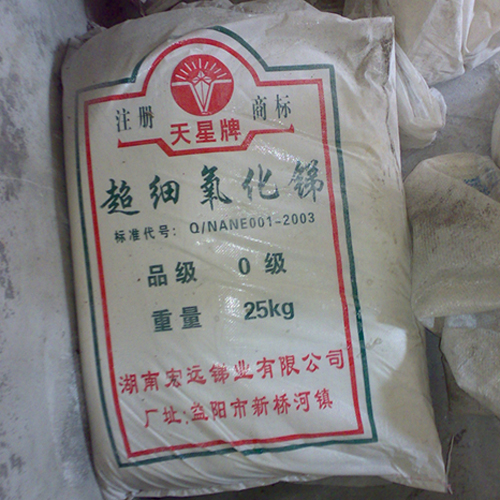 注册 商标
天星牌
超细氧化锑
标准代号: Q/NANE001-2003
品级 0级
重量 25kg
湖南宏远锑业有限公司
厂址:益阳市新桥河镇